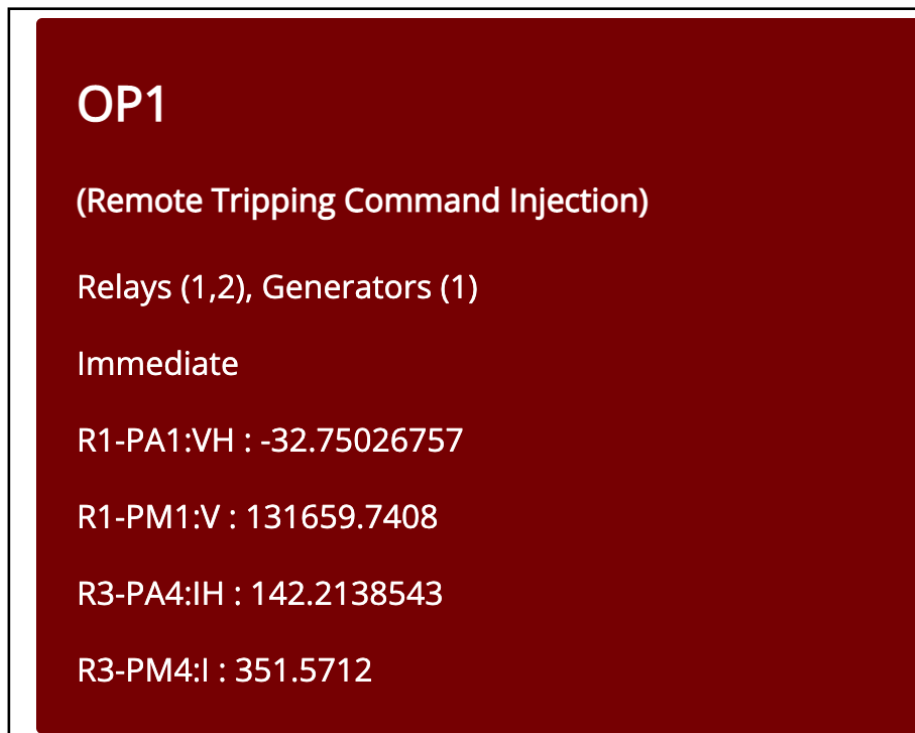 OP1
(Remote Tripping Command Injection)
Relays (1,2), Generators (1)
Immediate
R1-PA1:VH : -32.75026757
R1-PM1:V : 131659.7408
R3-PA4:IH : 142.2138543
R3-PM4:I : 351.5712